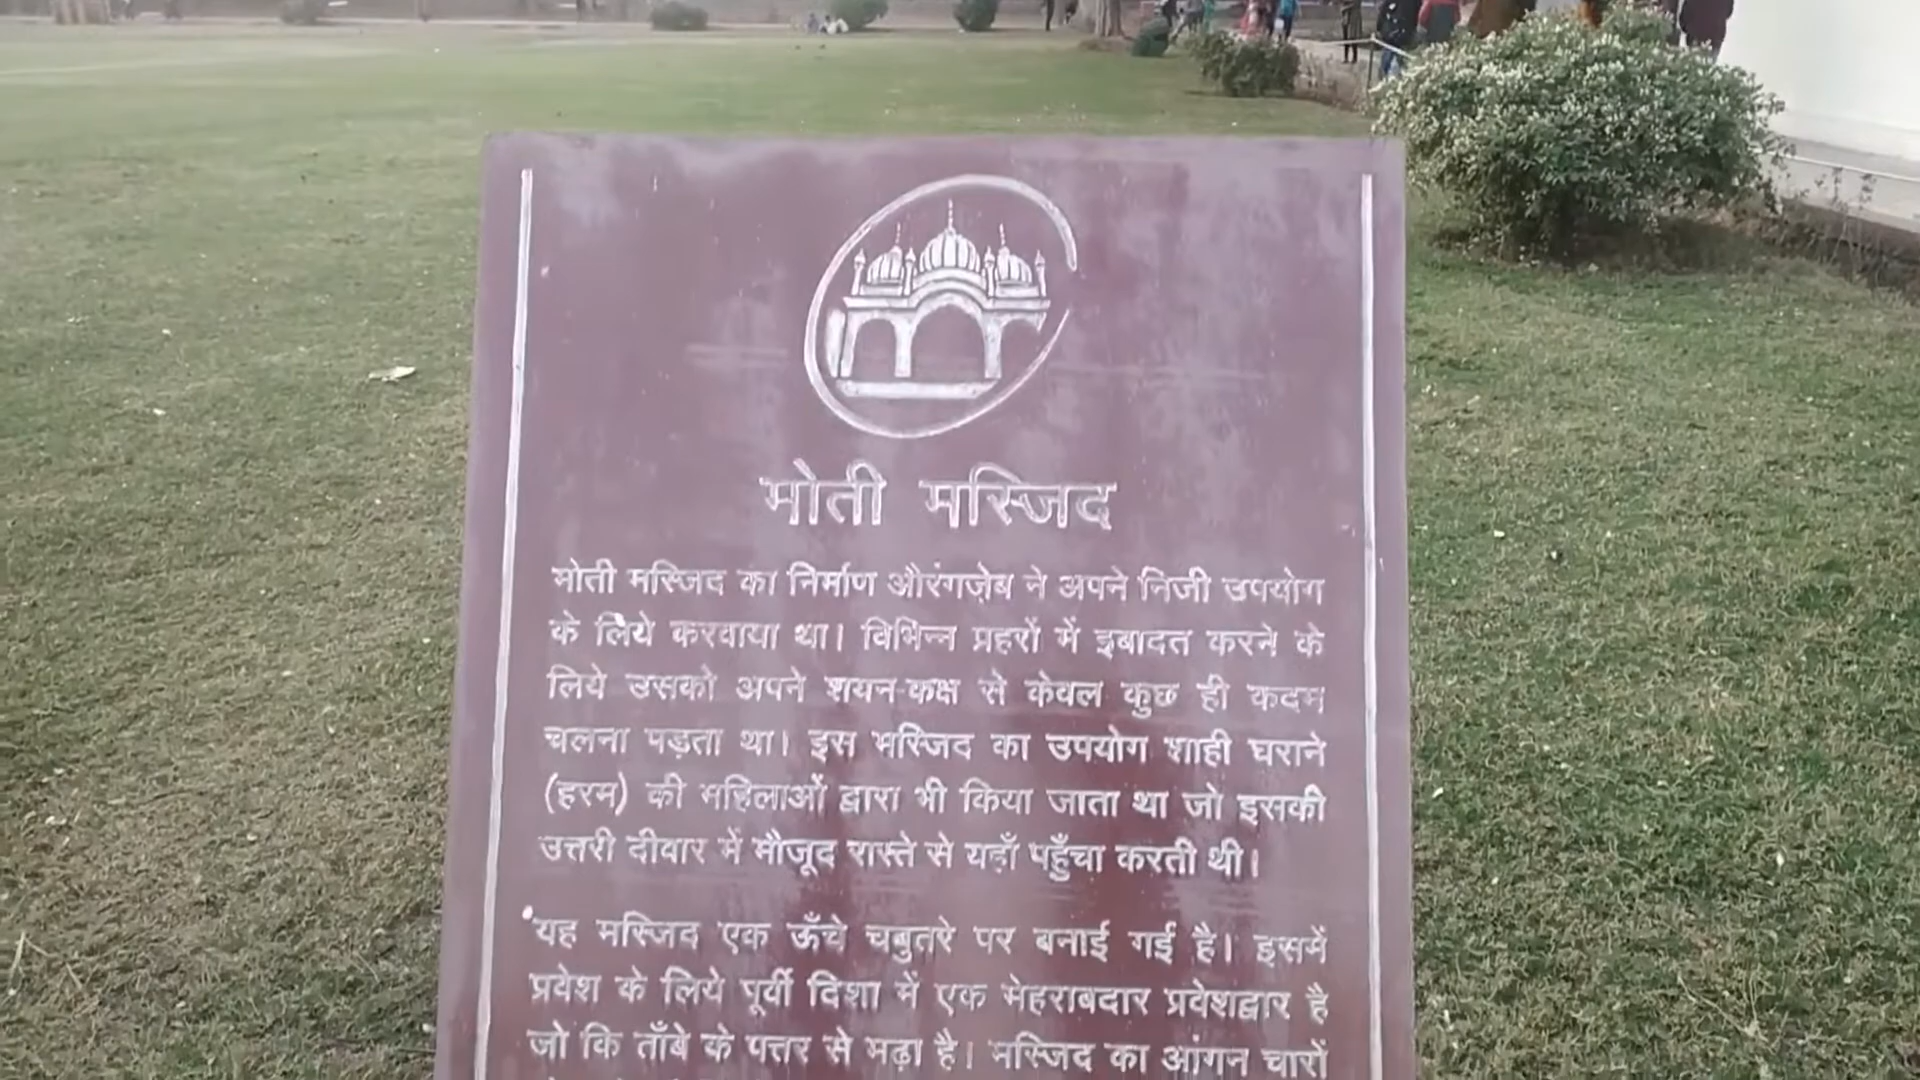 मोती मस्जिद
मोती मस्जिद का निर्माण औरंगज़ेब ने अपने निजी उपयोग
के लिये करवाया था। विभिन्न प्रहरों में इबादत करने के
लिये उसको अपने शयन कक्ष से केवल कुछ ही कदम
चलना पड़ता था। इस मस्जिद का उपयोग शाही घराने
(हरम) की महिलाओं द्वारा भी किया जाता था जो इसकी
उत्तरी दीवार में मौजूद रास्ते से यहाँ पहुँचा करती थी।
यह मस्जिद एक ऊँचे चबुतरे पर बनाई गई है। इसमें
प्रवेश के लिये पूर्वी दिशा में एक मेहराबदार प्रवेशद्वार है
जो कि ताँबे के पत्तर से मढ़ा है। मस्जिद का आंगन चारों